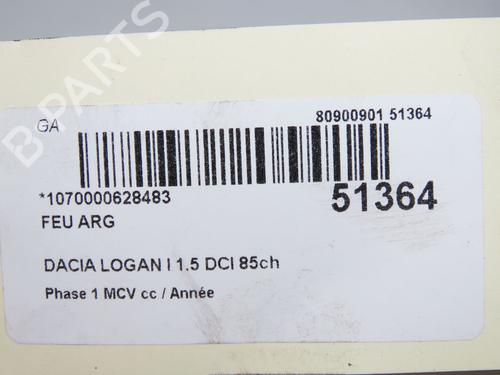 B-PARTS
GA
80900901 51364
*1070000628483
51364
FEU ARG
DACIA LOGAN I 1.5 DCI 85ch
Phase 1 MCV cc / Année